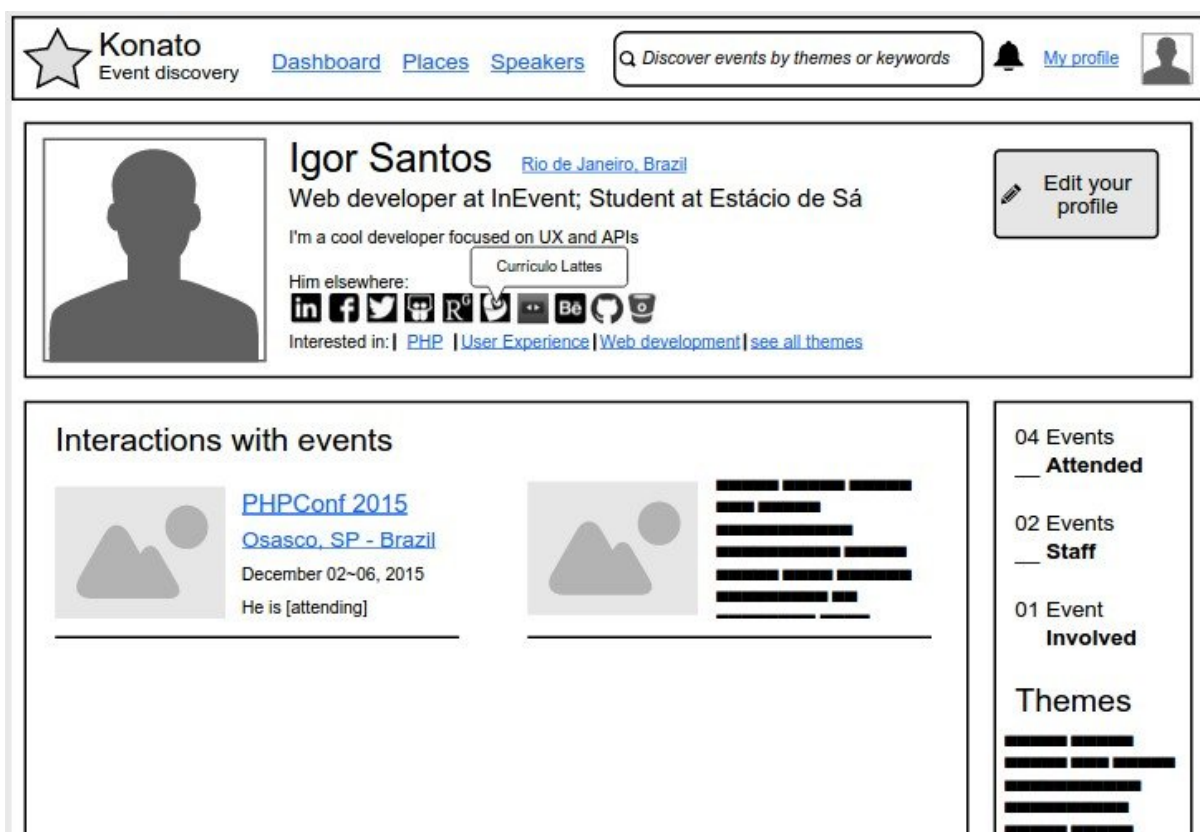 Konato
Event discovery
Dashboard Places Speakers
Discover events by themes or keywords
My profile
Igor Santos Rio de Janeiro, Brazil
Web developer at InEvent; Student at Estácio de Sá
I'm a cool developer focused on UX and APIs
Edit your
profile
Curriculo Lattes
Him elsewhere:
in f R G Bē
Interested in: | PHP | User Experience | Web development | see all themes
Interactions with events
PHPConf 2015
Osasco, SP - Brazil
December 02~06, 2015
He is [attending]
04 Events
__ Attended
02 Events
__ Staff
01 Event
Involved
Themes